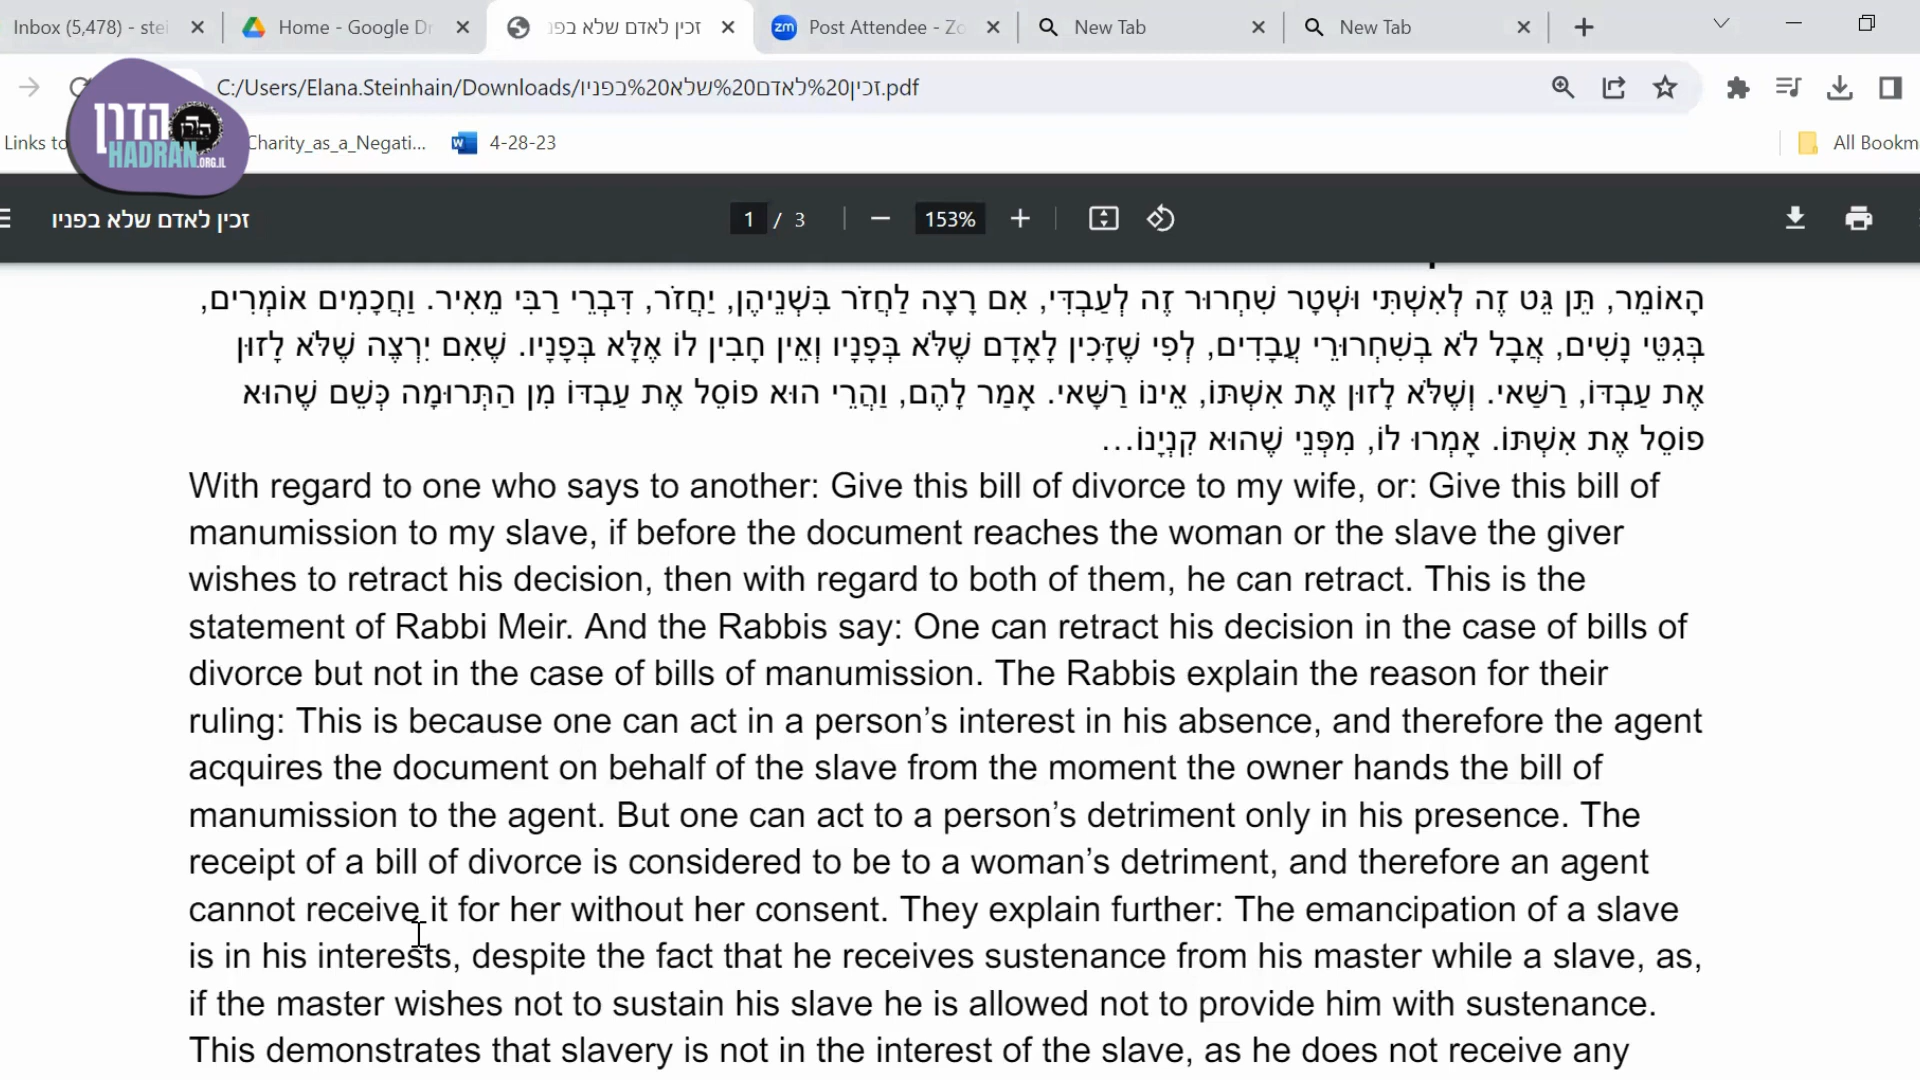 Inbox (5,478) - stei
Home - Google Dr
זכין לאדם שלא בפנ
zm
Post Attendee - Zo
New Tab
New Tab
C:/Users/Elana.Steinhain/Downloads/זכין%20לאדם%20שלא%20בפניו.pdf
Links to
Charity_as_a_Negati...
4-28-23
All Bookm
הדרן
HADRAN.ORG.IL
זכין לאדם שלא בפניו
1 / 3
153%
הָאוֹמֵר, תֵּן גֵּט זֶה לְאִשְׁתִּי וּשְׁטָר שִׁחְרוּר זֶה לְעַבְדִּי, אִם רָצָה לַחֲזֹר בִּשְׁנֵיהֶן, יַחֲזֹר, דִּבְרֵי רַבִּי מֵאִיר. וַחֲכָמִים אוֹמְרִים,
בְּגִטֵּי נָשִׁים, אֲבָל לֹא בְשִׁחְרוּרֵי עֲבָדִים, לְפִי שֶׁזָּכִין לָאָדָם שֶׁלֹּא בְּפָנָיו וְאֵין חָבִין לוֹ אֶלָּא בְּפָנָיו. שֶׁאִם יִרְצֶה שֶׁלֹּא לָזוּן
אֶת עַבְדּוֹ, רַשַּׁאי. וְשֶׁלֹּא לָזוּן אֶת אִשְׁתּוֹ, אֵינוֹ רַשָּׁאי. אָמַר לָהֶם, וַהֲרֵי הוּא פוֹסֵל אֶת עַבְדּוֹ מִן הַתְּרוּמָה כְּשֵׁם שֶׁהוּא
פוֹסֵל אֶת אִשְׁתּוֹ. אָמְרוּ לוֹ, מִפְּנֵי שֶׁהוּא קִנְיָנוֹ...
With regard to one who says to another: Give this bill of divorce to my wife, or: Give this bill of
manumission to my slave, if before the document reaches the woman or the slave the giver
wishes to retract his decision, then with regard to both of them, he can retract. This is the
statement of Rabbi Meir. And the Rabbis say: One can retract his decision in the case of bills of
divorce but not in the case of bills of manumission. The Rabbis explain the reason for their
ruling: This is because one can act in a person’s interest in his absence, and therefore the agent
acquires the document on behalf of the slave from the moment the owner hands the bill of
manumission to the agent. But one can act to a person’s detriment only in his presence. The
receipt of a bill of divorce is considered to be to a woman’s detriment, and therefore an agent
cannot receive it for her without her consent. They explain further: The emancipation of a slave
is in his interests, despite the fact that he receives sustenance from his master while a slave, as,
if the master wishes not to sustain his slave he is allowed not to provide him with sustenance.
This demonstrates that slavery is not in the interest of the slave, as he does not receive any